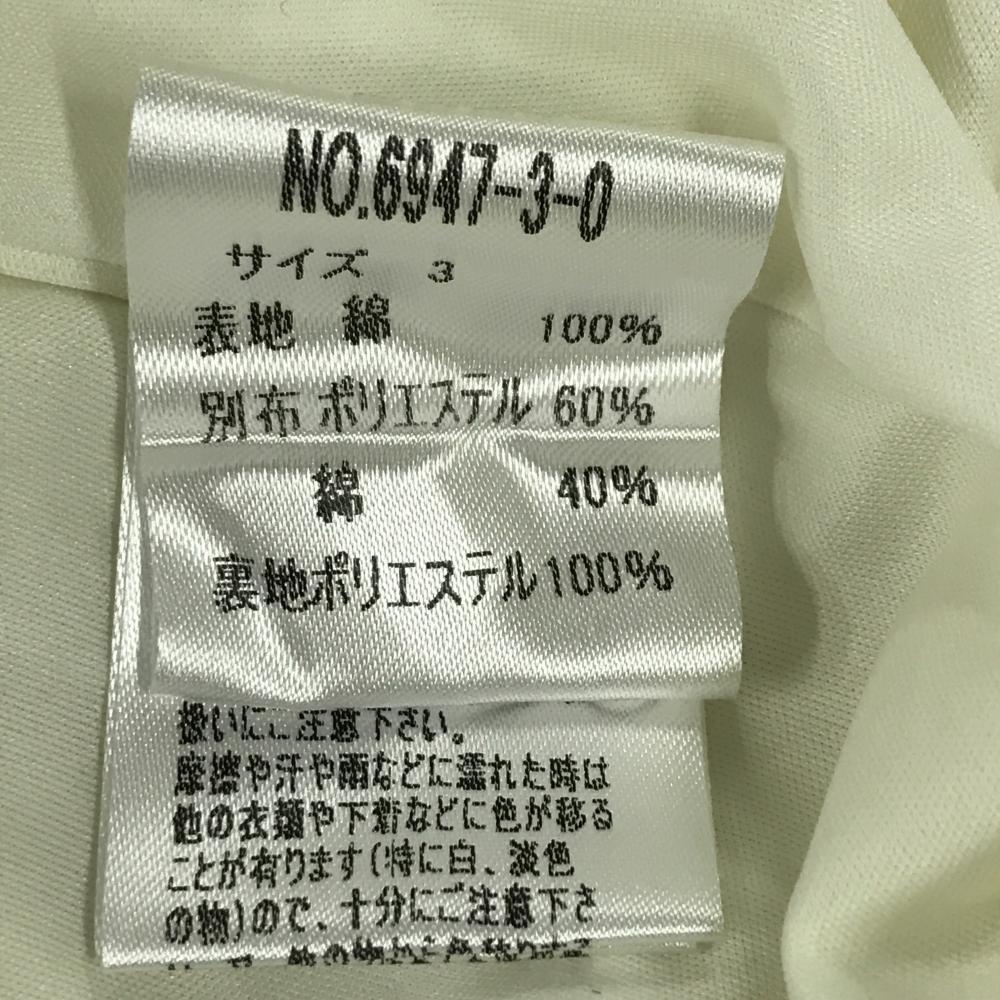 NO.6947-3-0
サイズ 3
表地 綿 100%
別布 ポリエステル 60%
綿 40%
裏地ポリエステル100%
扱いにご注意下さい。
摩擦や汗や雨などに濡れた時は
他の衣類や下着などに色が移る
ことが有ります(特に白、淡色
の物)ので、十分にご注意下さ